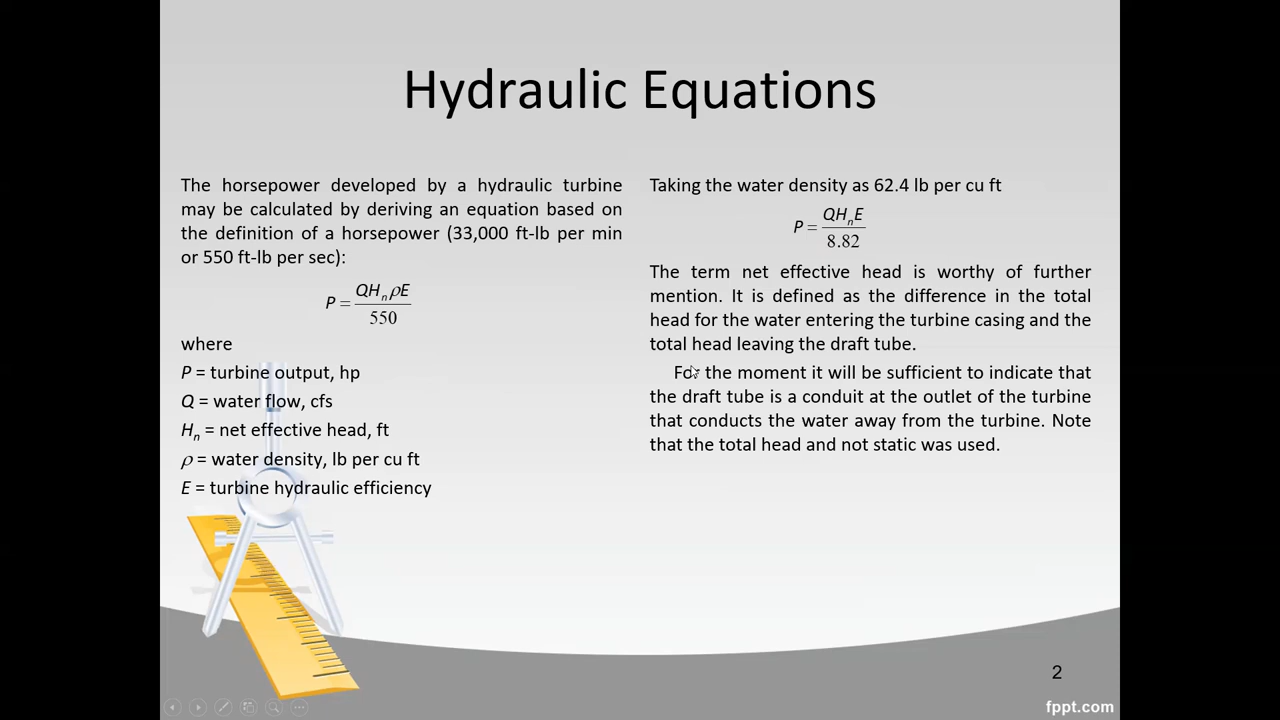 Hydraulic Equations
The horsepower developed by a hydraulic turbine
may be calculated by deriving an equation based on
the definition of a horsepower (33,000 ft-lb per min
or 550 ft-lb per sec):
P = QHₙρE / 550
where
P = turbine output, hp
Q = water flow, cfs
Hₙ = net effective head, ft
ρ = water density, lb per cu ft
E = turbine hydraulic efficiency
Taking the water density as 62.4 lb per cu ft
P = QHₙE / 8.82
The term net effective head is worthy of further
mention. It is defined as the difference in the total
head for the water entering the turbine casing and the
total head leaving the draft tube.
For the moment it will be sufficient to indicate that
the draft tube is a conduit at the outlet of the turbine
that conducts the water away from the turbine. Note
that the total head and not static was used.
2
fppt.com